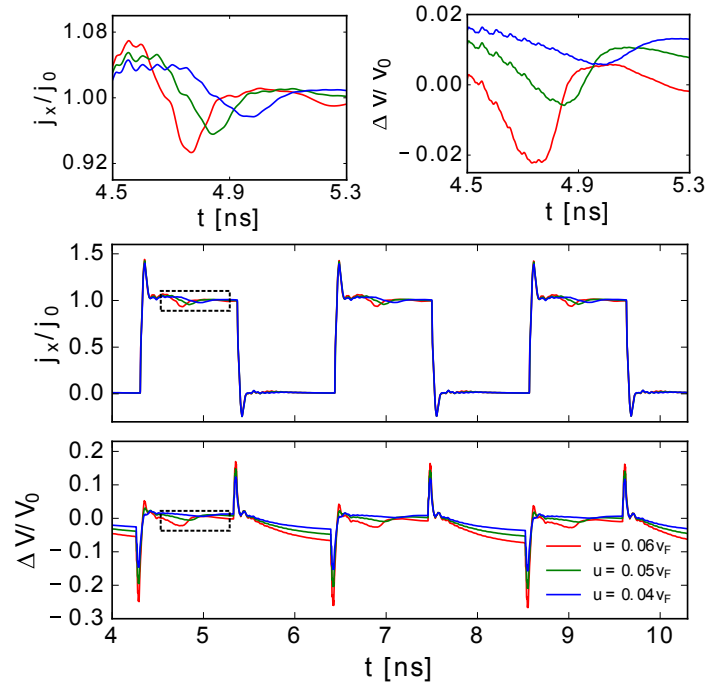 1.08
1.00
0.92
j_x/j_0
4.5 4.9 5.3
t [ns]
0.02
0.00
−0.02
Δ V/ V_0
4.5 4.9 5.3
t [ns]
1.5
1.0
0.5
0.0
j_x/j_0
0.2
0.1
0.0
−0.1
−0.2
−0.3
Δ V/ V_0
u = 0.06v_F
u = 0.05v_F
u = 0.04v_F
4 5 6 7 8 9 10
t [ns]